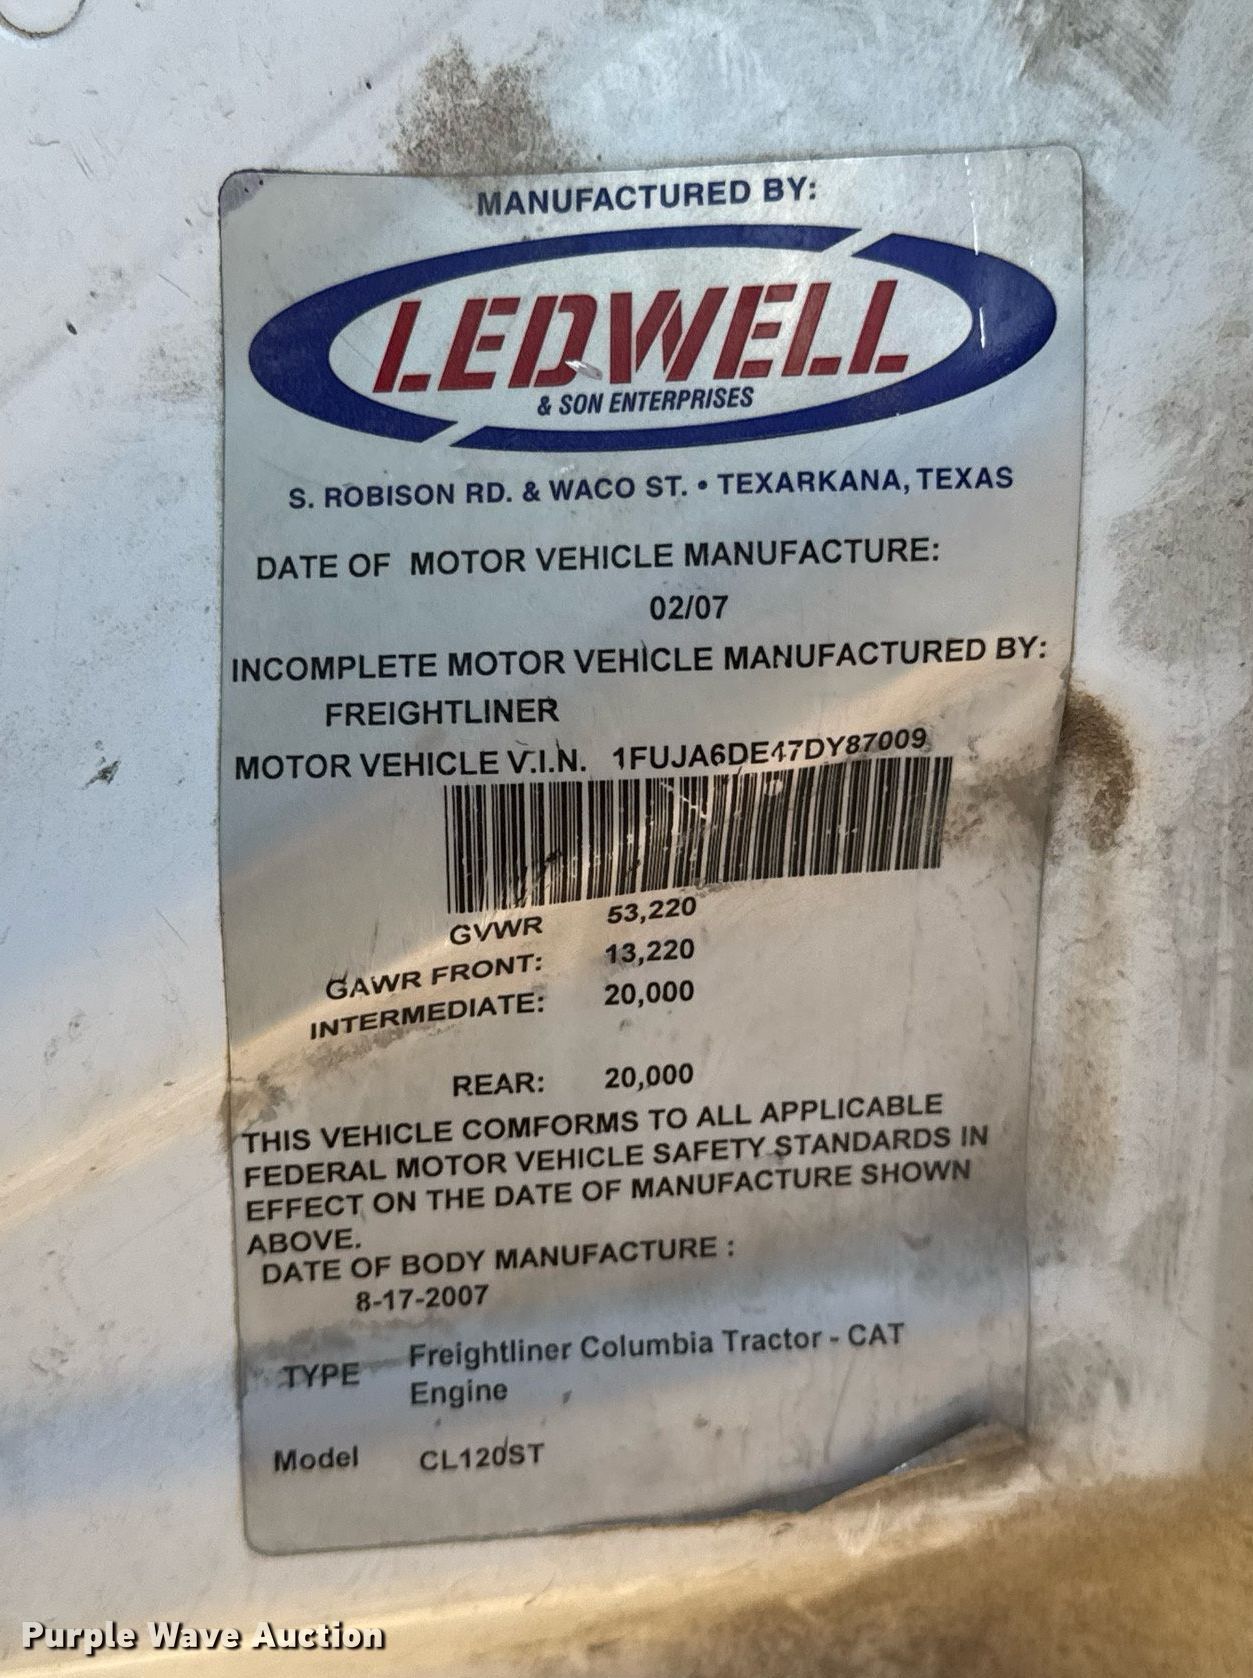 MANUFACTURED BY:
LEDWELL
& SON ENTERPRISES
S. ROBISON RD. & WACO ST. • TEXARKANA, TEXAS
DATE OF MOTOR VEHICLE MANUFACTURE:
02/07
INCOMPLETE MOTOR VEHICLE MANUFACTURED BY:
FREIGHTLINER
MOTOR VEHICLE V.I.N. 1FUJA6DE47DY87009
GVWR 53,220
GAWR FRONT: 13,220
INTERMEDIATE: 20,000
REAR: 20,000
THIS VEHICLE COMFORMS TO ALL APPLICABLE
FEDERAL MOTOR VEHICLE SAFETY STANDARDS IN
EFFECT ON THE DATE OF MANUFACTURE SHOWN
ABOVE.
DATE OF BODY MANUFACTURE :
8-17-2007
TYPE Freightliner Columbia Tractor - CAT
Engine
Model CL120ST
Purple Wave Auction